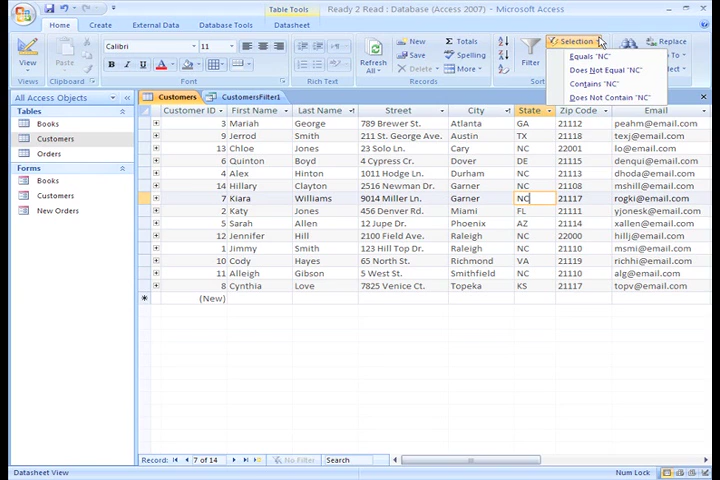 Table Tools
Ready 2 Read : Database (Access 2007) - Microsoft Access
Home Create External Data Database Tools Datasheet
View
Views
Calibri 11
B I U
Font
Rich Text
Refresh All
New
Save
Delete
Totals
Spelling
More
Records
Filter
Selection
Equals "NC"
Does Not Equal "NC"
Contains "NC"
Does Not Contain "NC"
Replace
All Access Objects
Tables
Books
Customers
Orders
Forms
Books
Customers
New Orders
Customers CustomersFilter1
Customer ID First Name Last Name Street City State Zip Code Email
3 Mariah George 789 Brewer St. Atlanta GA 21112 peahm@email.com
9 Jerrod Smith 211 St. George Ave. Austin TX 21118 texj@email.com
13 Chloe Jones 23 Solo Ln. Cary NC 22001 lo@email.com
6 Quinton Boyd 4 Cypress Cr. Dover DE 21115 denqui@email.com
4 Alex Hinton 1011 Hodge Ln. Durham NC 21113 dhoda@email.com
14 Hillary Clayton 2516 Newman Dr. Garner NC 21108 mshill@email.com
7 Kiara Williams 9014 Miller Ln. Garner NC 21117 rogki@email.com
2 Katy Jones 456 Denver Rd. Miami FL 21111 yjonesk@email.com
5 Sarah Allen 12 Jupe Dr. Phoenix AZ 21114 xallen@email.com
12 Jennifer Hill 2100 Field Ave. Raleigh NC 22000 hillj@email.com
1 Jimmy Smith 123 Hill Top Dr. Raleigh NC 21110 msmi@email.com
10 Cody Hayes 65 North St. Richmond VA 21119 richhi@email.com
11 Alleigh Gibson 5 West St. Smithfield NC 21110 alg@email.com
8 Cynthia Love 7825 Venice Ct. Topeka KS 21117 topv@email.com
(New)
Record: 7 of 14 No Filter Search
Datasheet View
Num Lock